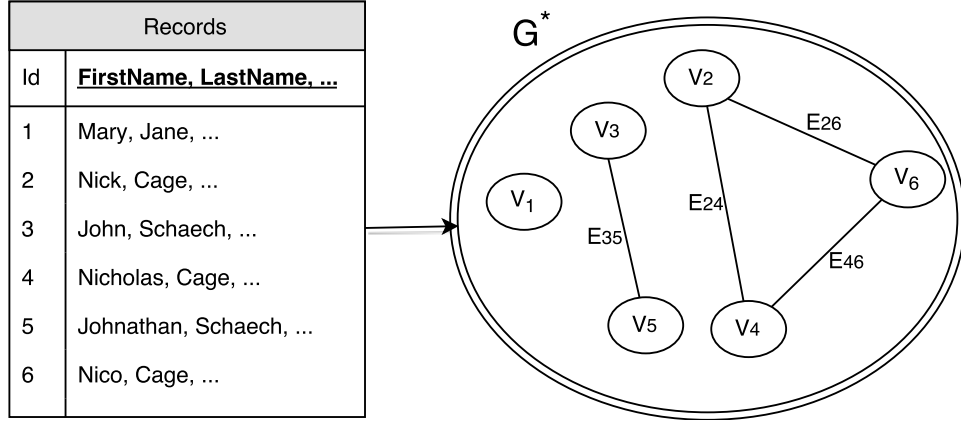 Records
Id FirstName, LastName, ...
1 Mary, Jane, ...
2 Nick, Cage, ...
3 John, Schaech, ...
4 Nicholas, Cage, ...
5 Johnathan, Schaech, ...
6 Nico, Cage, ...
G*
V2
V3
E26
V6
V1
E24
E35
E46
V5
V4